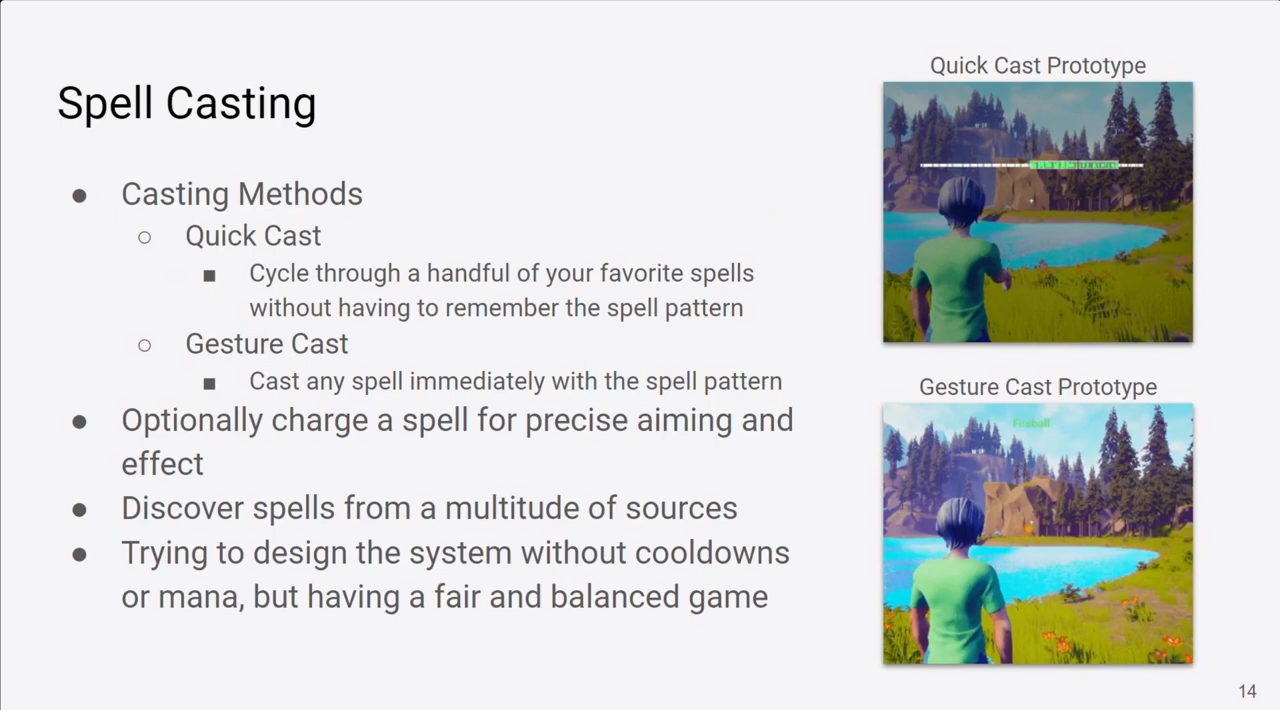 Spell Casting
● Casting Methods
○ Quick Cast
■ Cycle through a handful of your favorite spells
without having to remember the spell pattern
○ Gesture Cast
■ Cast any spell immediately with the spell pattern
● Optionally charge a spell for precise aiming and
effect
● Discover spells from a multitude of sources
● Trying to design the system without cooldowns
or mana, but having a fair and balanced game
Quick Cast Prototype
Gesture Cast Prototype
14